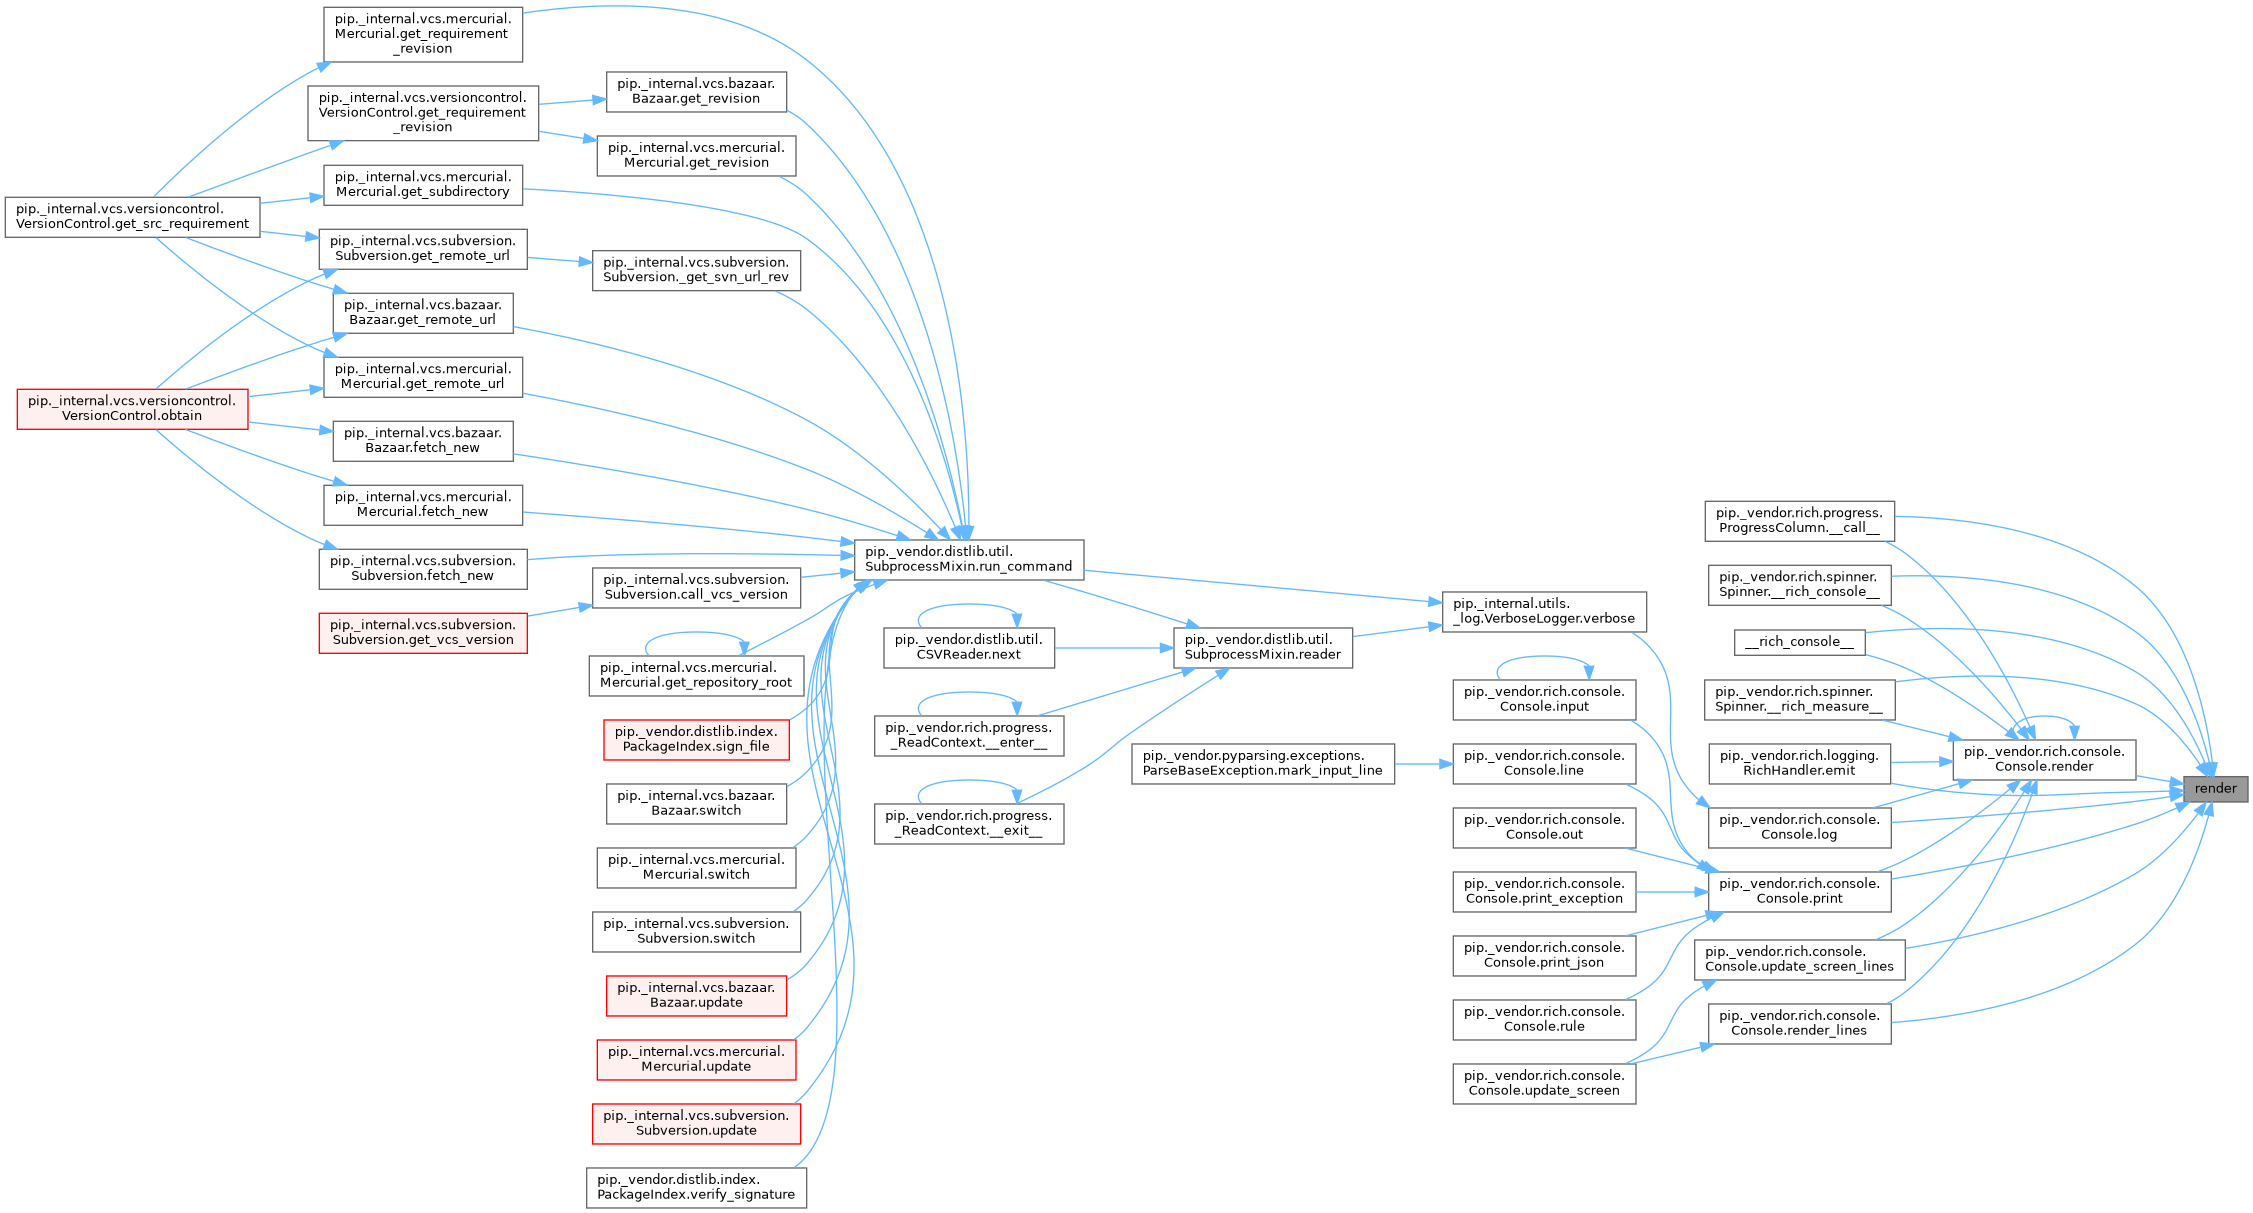 pip._internal.vcs.mercurial.
Mercurial.get_requirement
_revision
pip._internal.vcs.versioncontrol.
VersionControl.get_requirement
_revision
pip._internal.vcs.mercurial.
Mercurial.get_subdirectory
pip._internal.vcs.versioncontrol.
VersionControl.get_src_requirement
pip._internal.vcs.subversion.
Subversion.get_remote_url
pip._internal.vcs.bazaar.
Bazaar.get_remote_url
pip._internal.vcs.mercurial.
Mercurial.get_remote_url
pip._internal.vcs.versioncontrol.
VersionControl.obtain
pip._internal.vcs.bazaar.
Bazaar.fetch_new
pip._internal.vcs.mercurial.
Mercurial.fetch_new
pip._internal.vcs.subversion.
Subversion.fetch_new
pip._internal.vcs.subversion.
Subversion.get_vcs_version
pip._internal.vcs.bazaar.
Bazaar.get_revision
pip._internal.vcs.mercurial.
Mercurial.get_revision
pip._internal.vcs.subversion.
Subversion._get_svn_url_rev
pip._internal.vcs.subversion.
Subversion.call_vcs_version
pip._internal.vcs.mercurial.
Mercurial.get_repository_root
pip._vendor.distlib.index.
PackageIndex.sign_file
pip._internal.vcs.bazaar.
Bazaar.switch
pip._internal.vcs.mercurial.
Mercurial.switch
pip._internal.vcs.subversion.
Subversion.switch
pip._internal.vcs.bazaar.
Bazaar.update
pip._internal.vcs.mercurial.
Mercurial.update
pip._internal.vcs.subversion.
Subversion.update
pip._vendor.distlib.index.
PackageIndex.verify_signature
pip._vendor.distlib.util.
SubprocessMixin.run_command
pip._vendor.distlib.util.
CSVReader.next
pip._vendor.rich.progress.
_ReadContext.__enter__
pip._vendor.rich.progress.
_ReadContext.__exit__
pip._vendor.distlib.util.
SubprocessMixin.reader
pip._vendor.pyparsing.exceptions.
ParseBaseException.mark_input_line
pip._internal.utils.
_log.VerboseLogger.verbose
pip._vendor.rich.console.
Console.input
pip._vendor.rich.console.
Console.line
pip._vendor.rich.console.
Console.out
pip._vendor.rich.console.
Console.print_exception
pip._vendor.rich.console.
Console.print_json
pip._vendor.rich.console.
Console.rule
pip._vendor.rich.console.
Console.update_screen
pip._vendor.rich.progress.
ProgressColumn.__call__
pip._vendor.rich.spinner.
Spinner.__rich_console__
__rich_console__
pip._vendor.rich.spinner.
Spinner.__rich_measure__
pip._vendor.rich.logging.
RichHandler.emit
pip._vendor.rich.console.
Console.log
pip._vendor.rich.console.
Console.print
pip._vendor.rich.console.
Console.update_screen_lines
pip._vendor.rich.console.
Console.render_lines
pip._vendor.rich.console.
Console.render
render